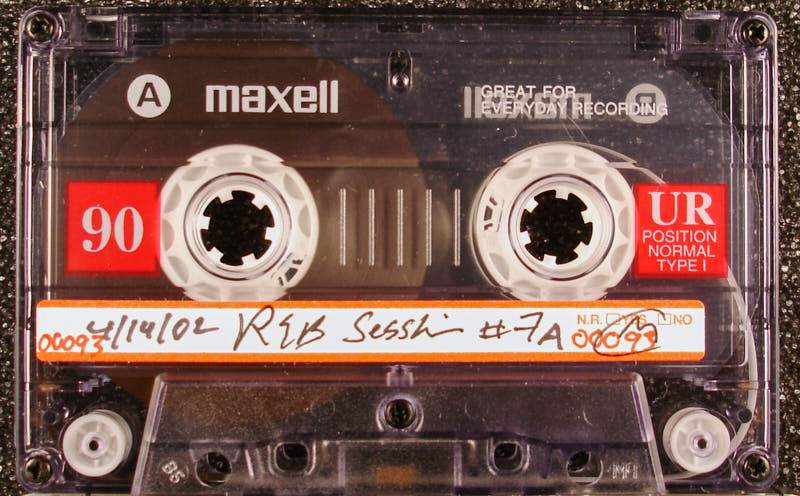 A maxell GREAT FOR
EVERYDAY RECORDING
90
UR
POSITION
NORMAL
TYPE I
4/14/02 R&B Session #7A N.R. YES NO
00093 00093